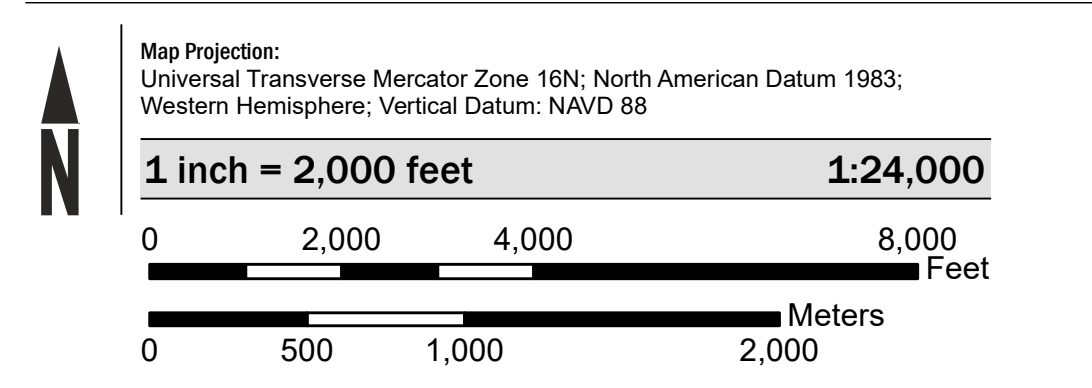 N
Map Projection:
Universal Transverse Mercator Zone 16N; North American Datum 1983;
Western Hemisphere; Vertical Datum: NAVD 88
1 inch = 2,000 feet 1:24,000
0 2,000 4,000 8,000
Feet
Meters
0 500 1,000 2,000